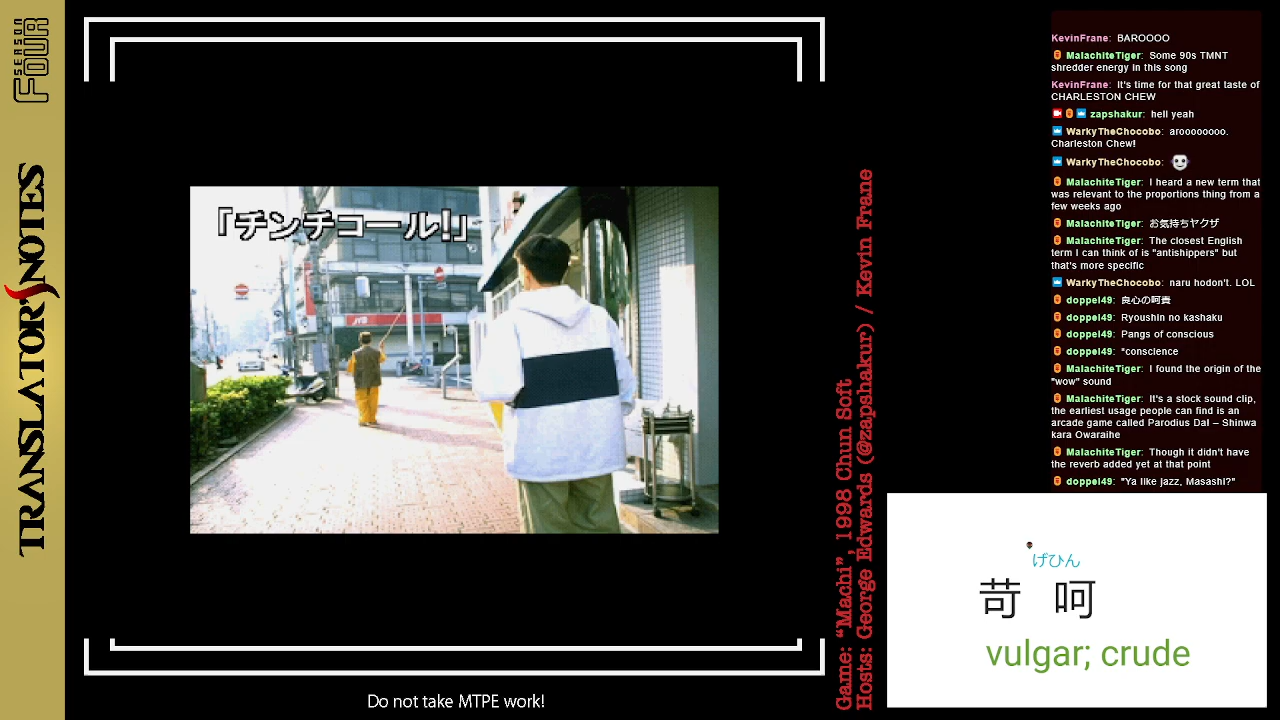 SEASON
FOUR
TRANSLATORS NOTES
「チンチコール!」
JTB
Game: "Machi", 1998 Chun Soft
Hosts: George Edwards (@zapshakur) / Kevin Frane
Do not take MTPE work!
KevinFrane: BAROOOO
MalachiteTiger: Some 90s TMNT
shredder energy in this song
KevinFrane: It's time for that great taste of
CHARLESTON CHEW
zapshakur: hell yeah
WarkyTheChocobo: aroooooooo.
Charleston Chew!
WarkyTheChocobo:
MalachiteTiger: I heard a new term that
was relevant to the proportions thing from a
few weeks ago
MalachiteTiger: お気持ちヤクザ
MalachiteTiger: The closest English
term I can think of is "antishippers" but
that's more specific
WarkyTheChocobo: naru hodon't. LOL
doppel49: 良心の呵責
doppel49: Ryoushin no kashaku
doppel49: Pangs of conscious
doppel49: *conscience
MalachiteTiger: I found the origin of the
"wow" sound
MalachiteTiger: It's a stock sound clip,
the earliest usage people can find is an
arcade game called Parodius Da! – Shinwa
kara Owaraihe
MalachiteTiger: Though it didn't have
the reverb added yet at that point
doppel49: "Ya like jazz, Masashi?"
げひん
苛 呵
vulgar; crude